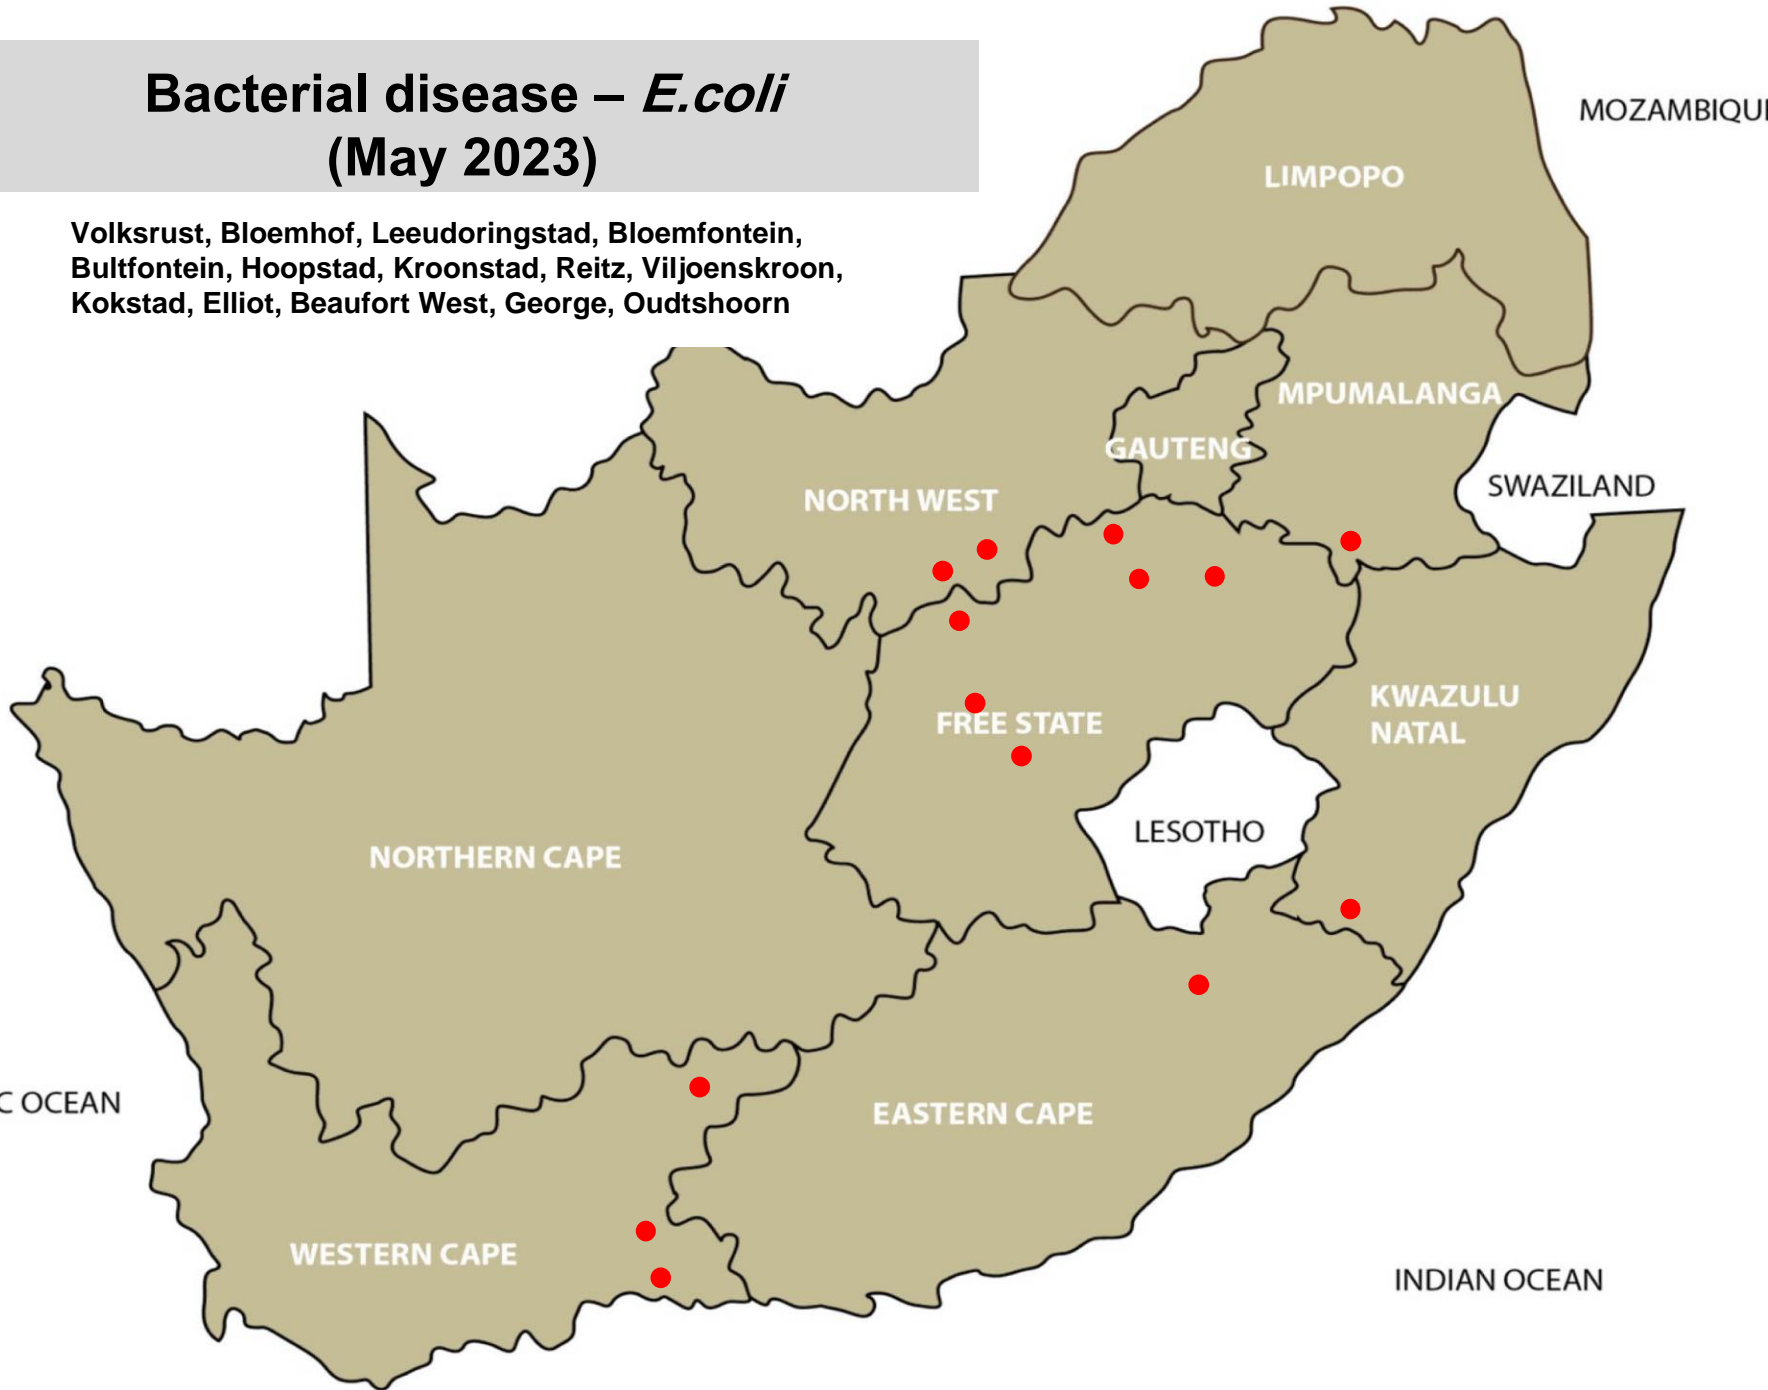 Bacterial disease – E.coli
(May 2023)
Volksrust, Bloemhof, Leeudoringstad, Bloemfontein,
Bultfontein, Hoopstad, Kroonstad, Reitz, Viljoenskroon,
Kokstad, Elliot, Beaufort West, George, Oudtshoorn
MOZAMBIQU
LIMPOPO
MPUMALANGA
GAUTENG
SWAZILAND
NORTH WEST
KWAZULU
NATAL
FREE STATE
LESOTHO
NORTHERN CAPE
C OCEAN
EASTERN CAPE
WESTERN CAPE
INDIAN OCEAN